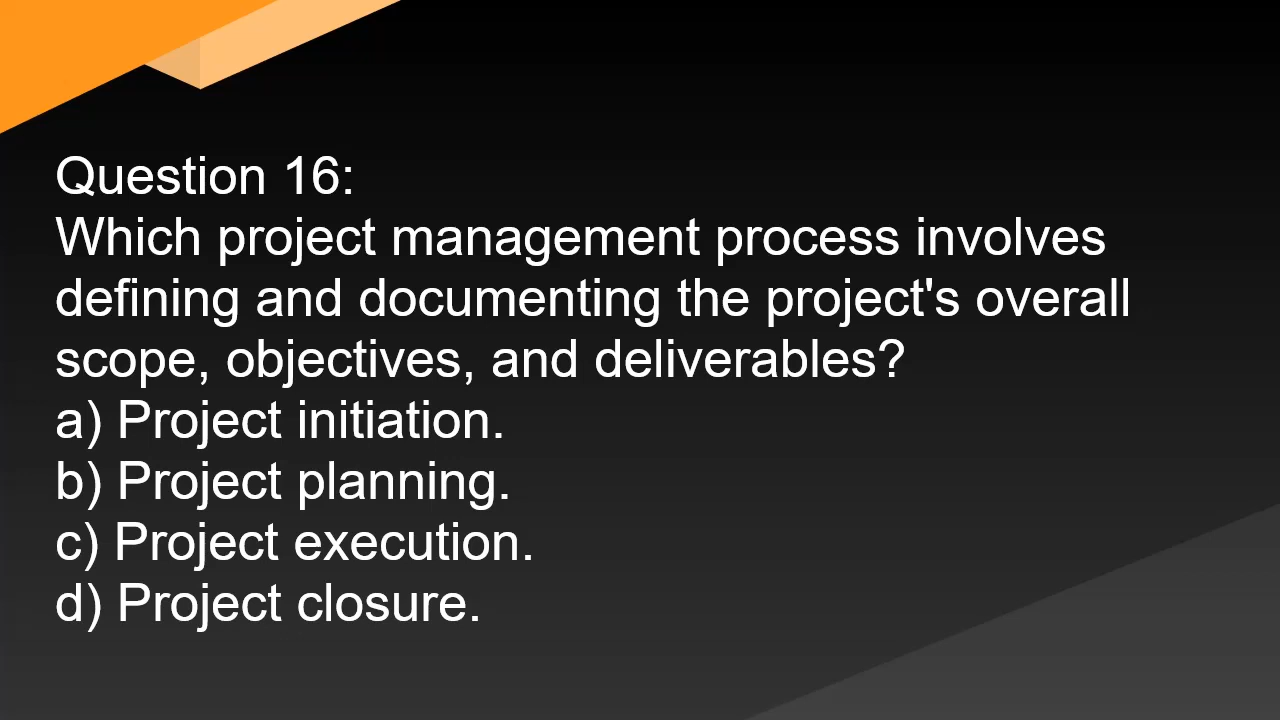 Question 16:
Which project management process involves
defining and documenting the project's overall
scope, objectives, and deliverables?
a) Project initiation.
b) Project planning.
c) Project execution.
d) Project closure.